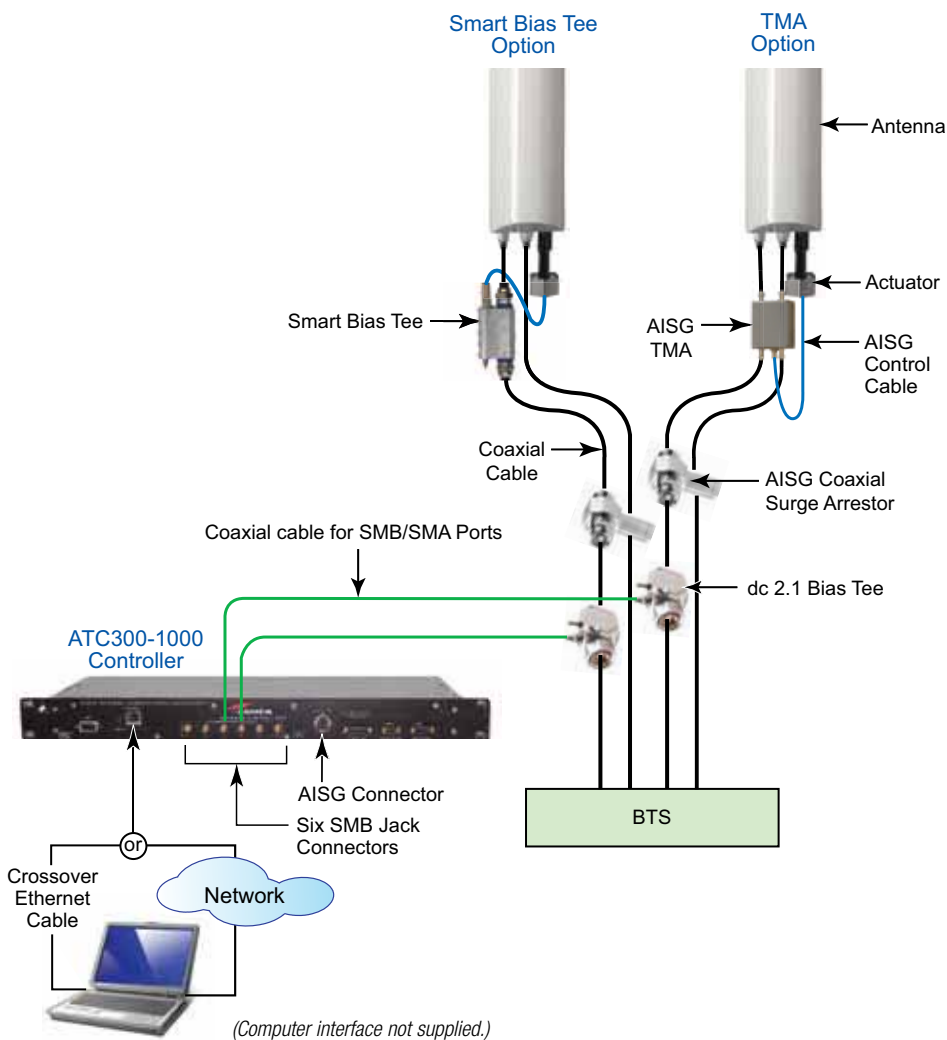 Smart Bias Tee
Option
TMA
Option
Antenna
Actuator
Smart Bias Tee
AISG
TMA
AISG
Control
Cable
Coaxial
Cable
AISG Coaxial
Surge Arrestor
Coaxial cable for SMB/SMA Ports
dc 2.1 Bias Tee
ATC300-1000
Controller
AISG Connector
Six SMB Jack
Connectors
BTS
or
Crossover
Ethernet
Cable
Network
(Computer interface not supplied.)